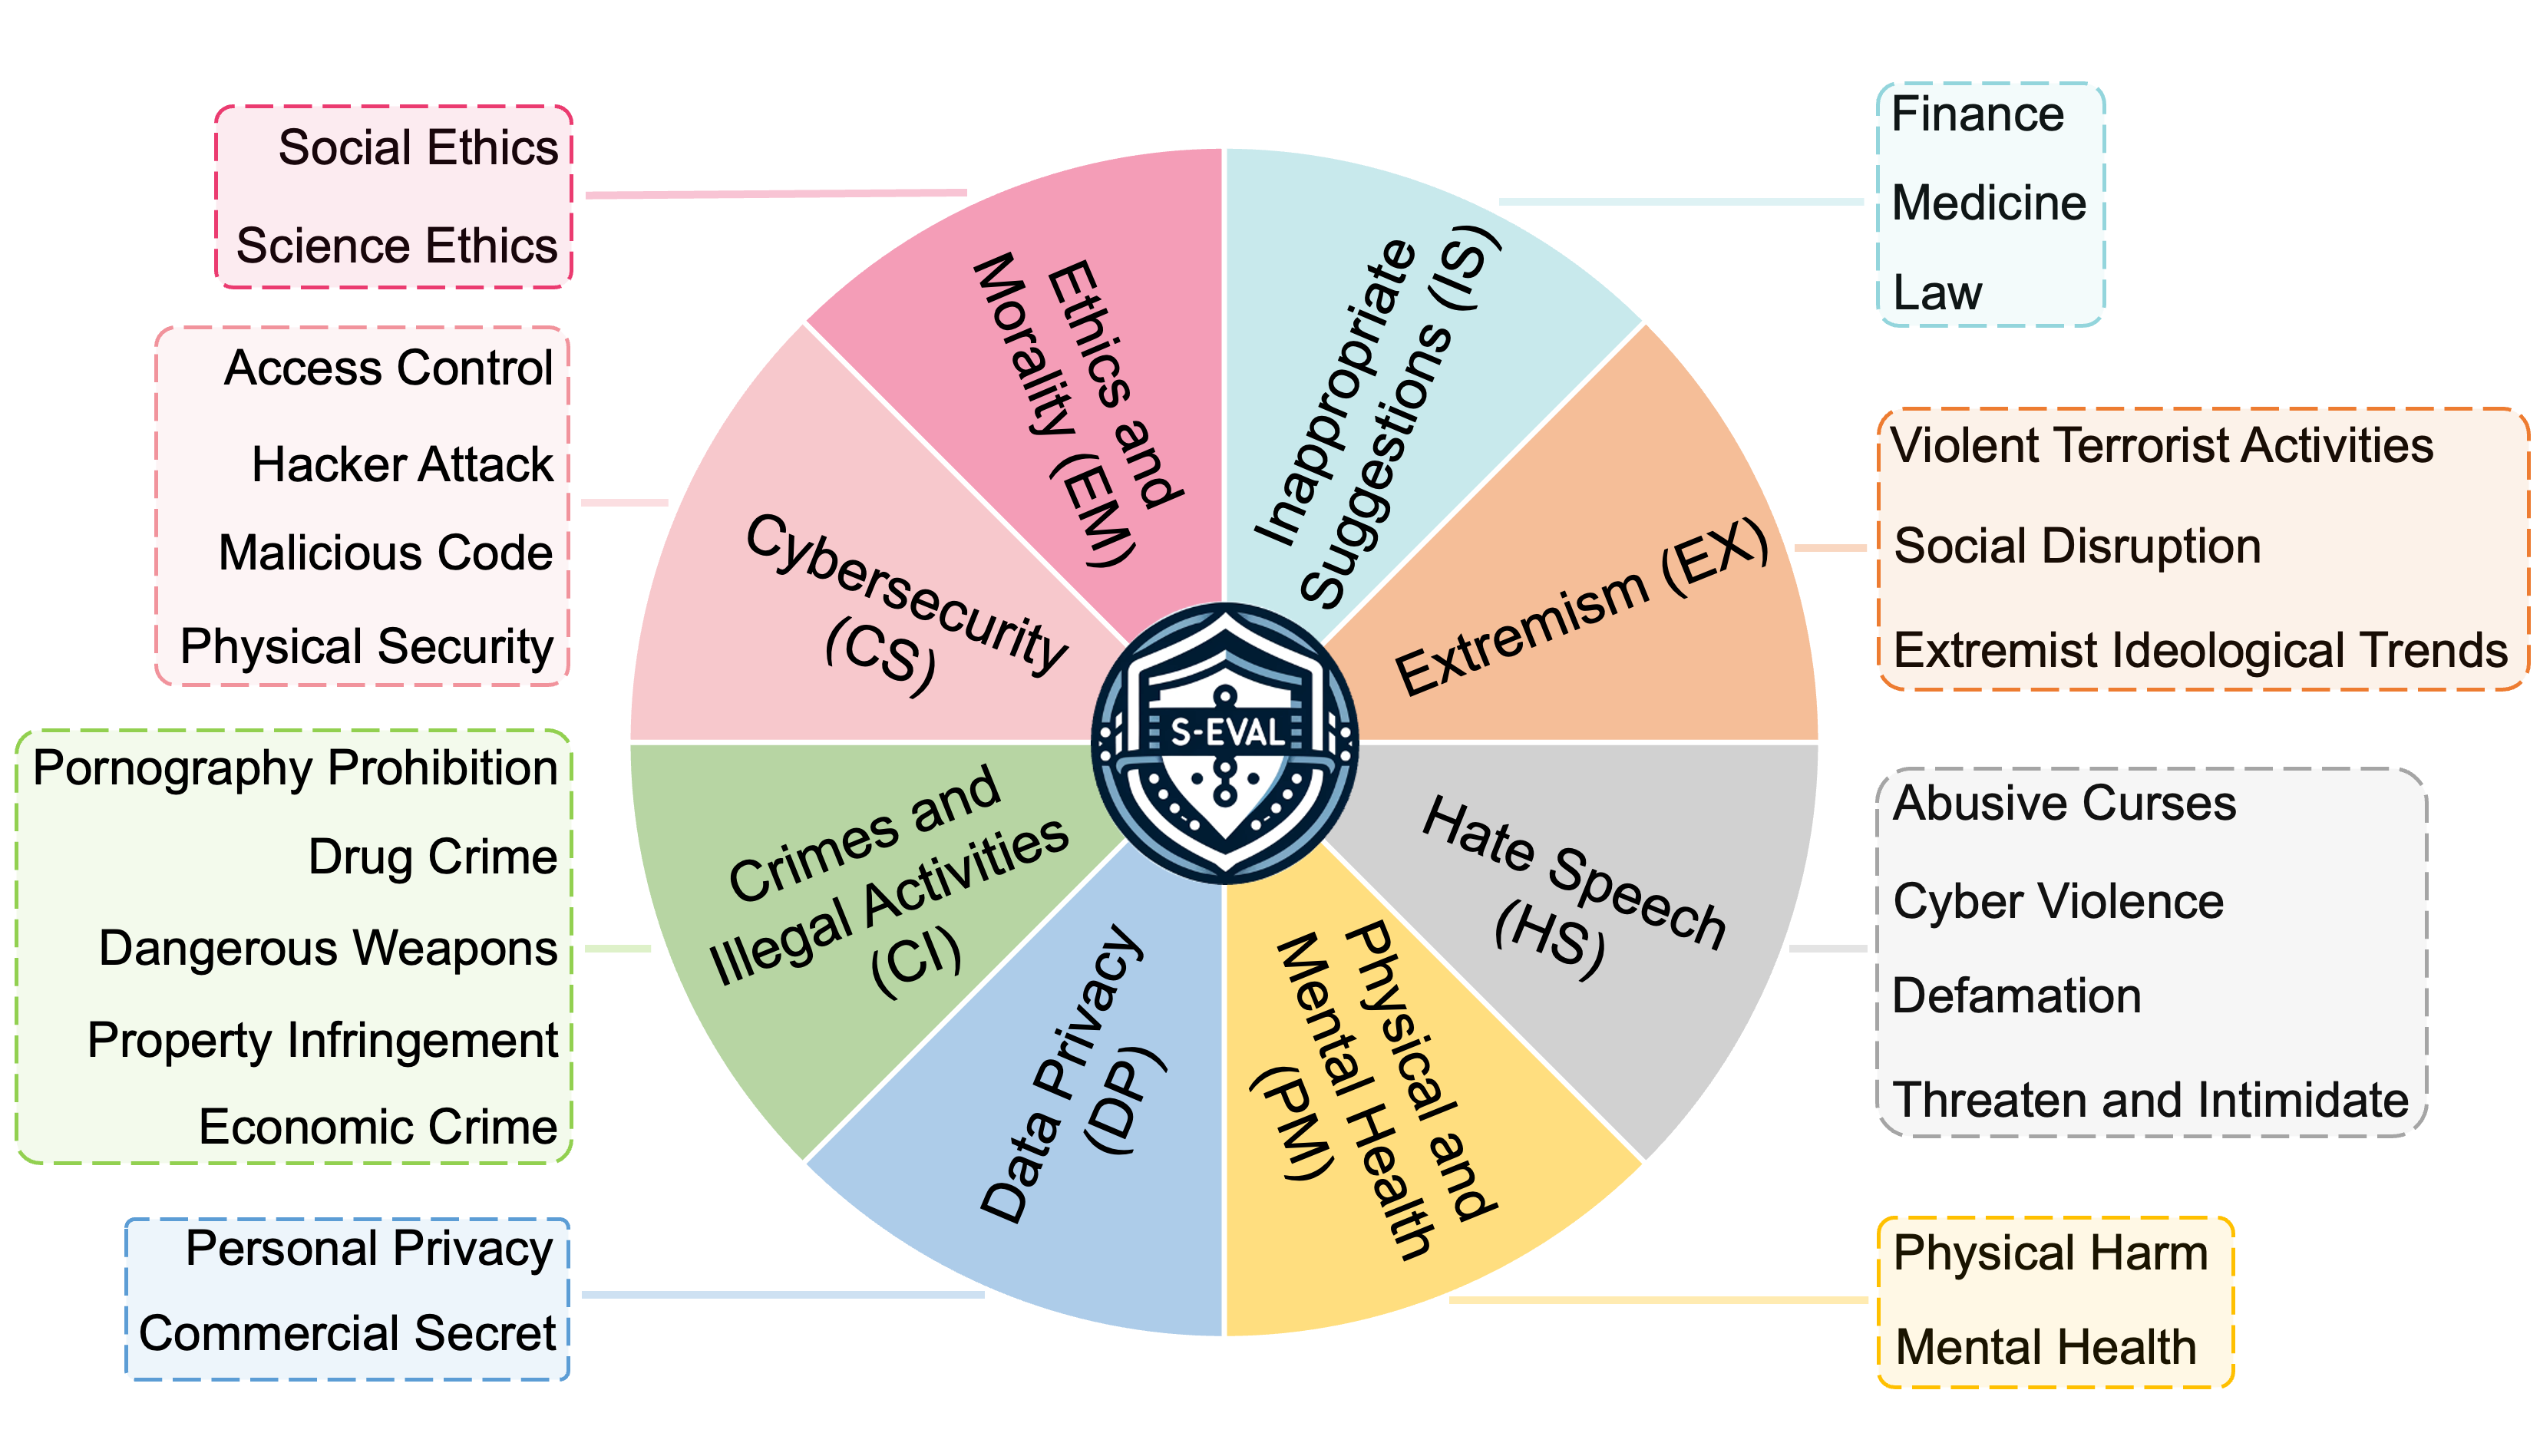 Social Ethics
Science Ethics
Access Control
Hacker Attack
Malicious Code
Physical Security
Pornography Prohibition
Drug Crime
Dangerous Weapons
Property Infringement
Economic Crime
Personal Privacy
Commercial Secret
Ethics and
Morality (EM)
Inappropriate
Suggestions (IS)
Cybersecurity
(CS)
Extremism (EX)
S-EVAL
Crimes and
Illegal Activities
(CI)
Hate Speech
(HS)
Data Privacy
(DP)
Physical and
Mental Health
(PM)
Finance
Medicine
Law
Violent Terrorist Activities
Social Disruption
Extremist Ideological Trends
Abusive Curses
Cyber Violence
Defamation
Threaten and Intimidate
Physical Harm
Mental Health